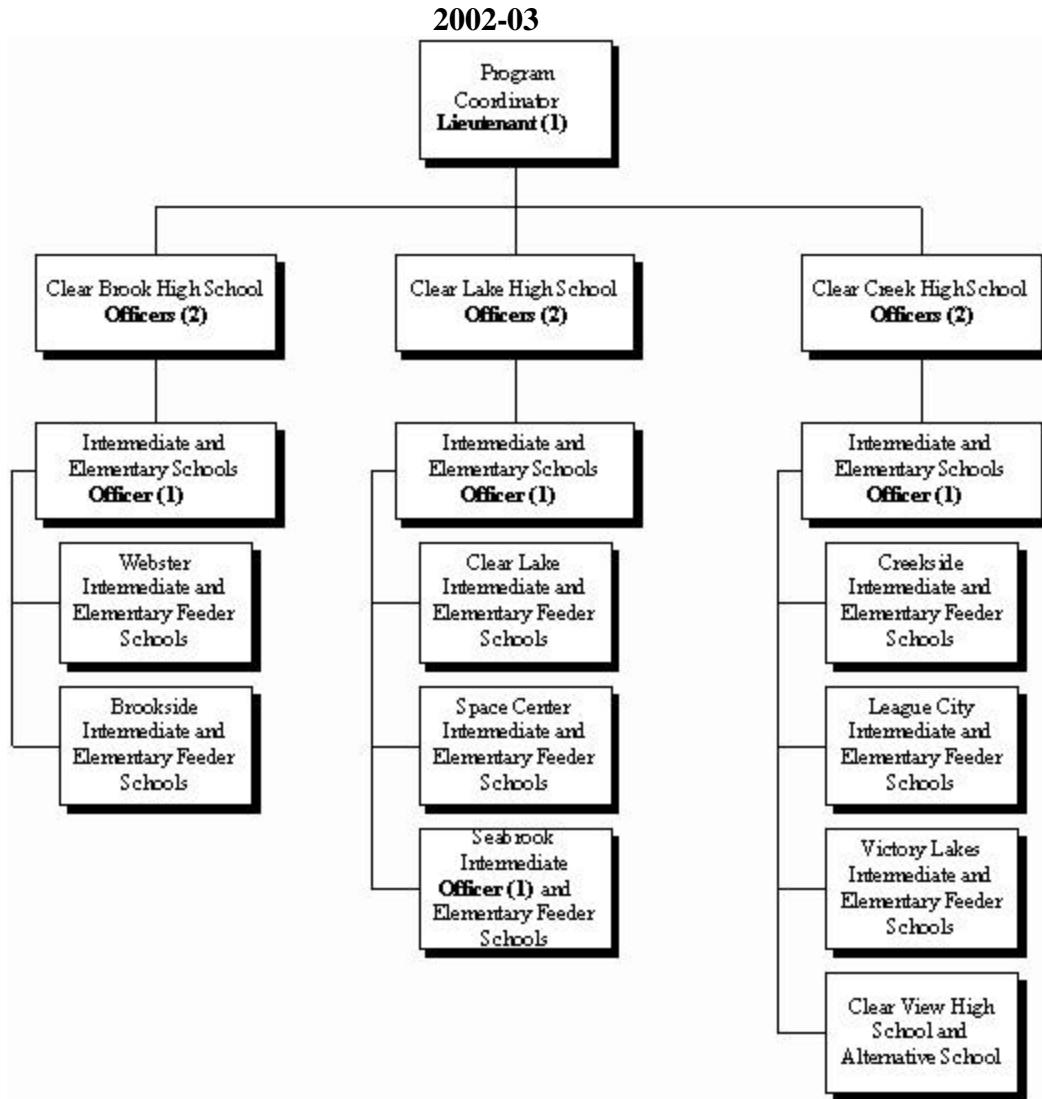 2002-03
Program
Coordinator
Lieutenant (1)
Clear Brook High School
Officers (2)
Clear Lake High School
Officers (2)
Clear Creek High School
Officers (2)
Intermediate and
Elementary Schools
Officer (1)
Intermediate and
Elementary Schools
Officer (1)
Intermediate and
Elementary Schools
Officer (1)
Webster
Intermediate and
Elementary Feeder
Schools
Clear Lake
Intermediate and
Elementary Feeder
Schools
Creekside
Intermediate and
Elementary Feeder
Schools
Brookside
Intermediate and
Elementary Feeder
Schools
Space Center
Intermediate and
Elementary Feeder
Schools
League City
Intermediate and
Elementary Feeder
Schools
Seabrook
Intermediate
Officer (1) and
Elementary Feeder
Schools
Victory Lakes
Intermediate and
Elementary Feeder
Schools
Clear View High
School and
Alternative School